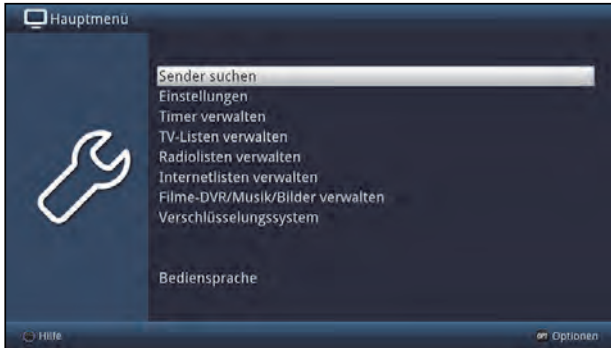 Hauptmenü
Sender suchen
Einstellungen
Timer verwalten
TV-Listen verwalten
Radiolisten verwalten
Internetlisten verwalten
Filme-DVR/Musik/Bilder verwalten
Verschlüsselungssystem
Bediensprache
Hilfe
OPT Optionen